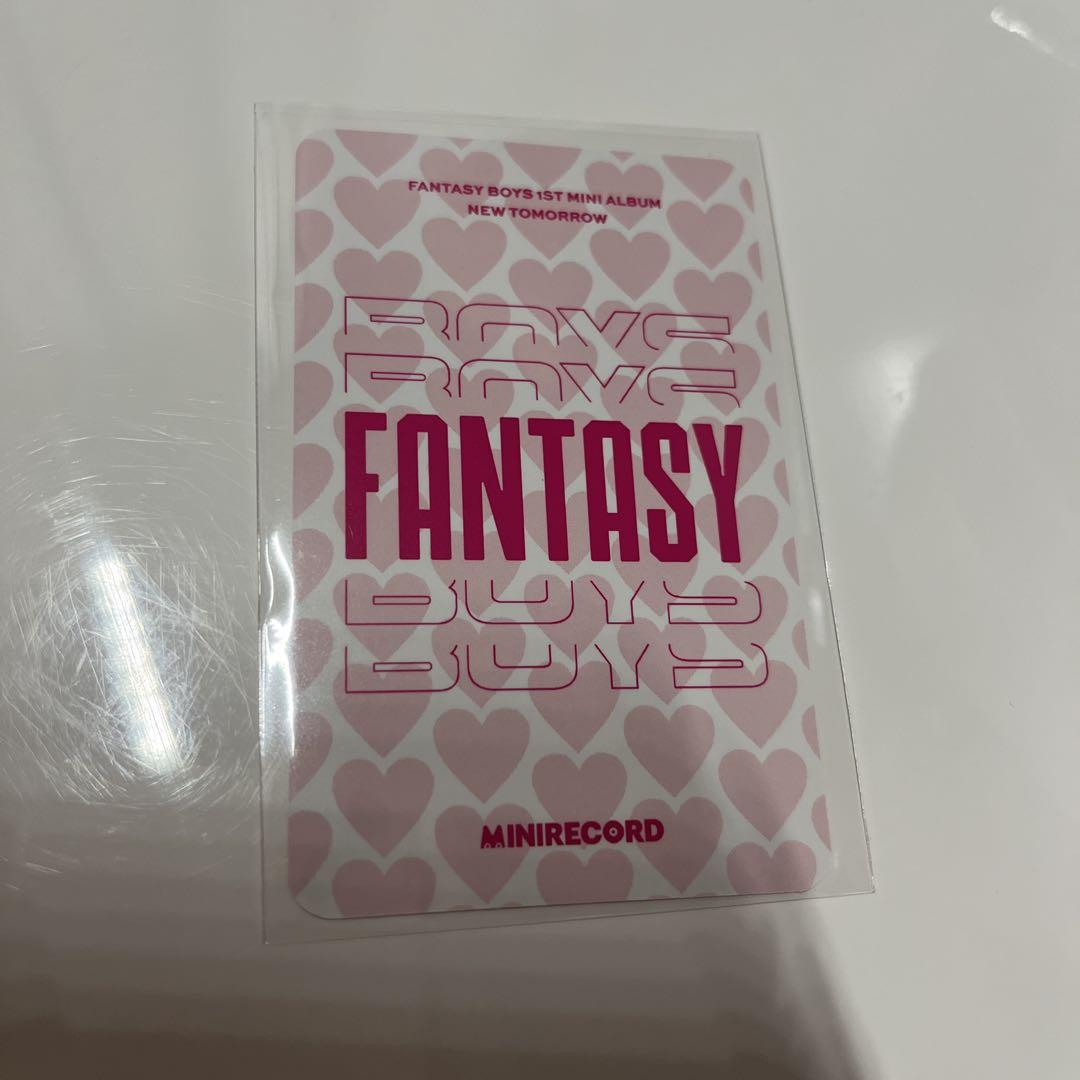 FANTASY BOYS 1ST MINI ALBUM
NEW TOMORROW
BOYS
BOYS
FANTASY
BOYS
BOYS
MINIRECORD